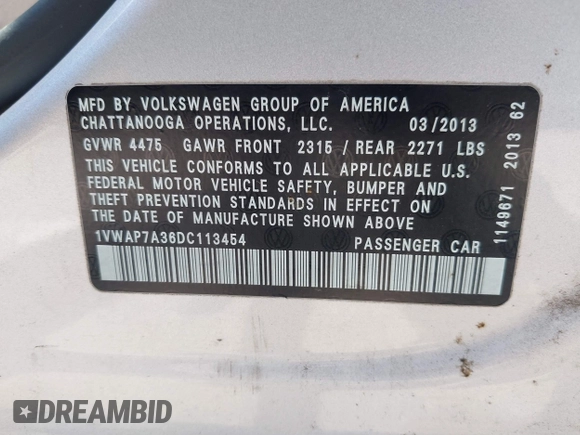 MFD BY VOLKSWAGEN GROUP OF AMERICA
CHATTANOOGA OPERATIONS, LLC. 03/2013
GVWR 4475 GAWR FRONT 2315 / REAR 2271 LBS
THIS VEHICLE CONFORMS TO ALL APPLICABLE U.S.
FEDERAL MOTOR VEHICLE SAFETY, BUMPER AND
THEFT PREVENTION STANDARDS IN EFFECT ON
THE DATE OF MANUFACTURE SHOWN ABOVE
1VWAP7A36DC113454 PASSENGER CAR
1149671 2013 62
DREAMBID